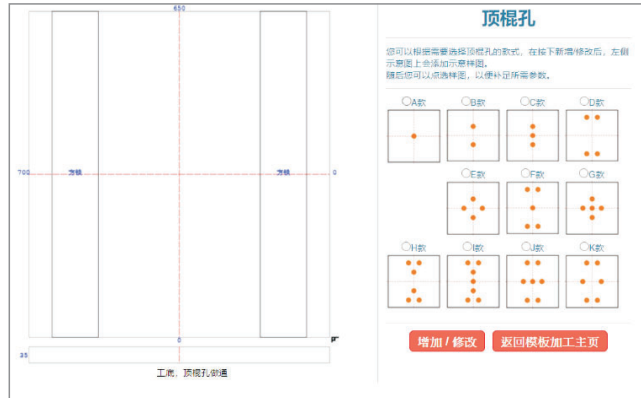 650
顶棍孔
您可以根据需要选择顶棍孔的款式，在按下新增/修改后，左侧
示意图上会添加示意样图。
随后您可以点选样图，以便补足所需参数。
A款 B款 C款 D款
700 方铁 方铁 0
E款 F款 G款
H款 I款 J款 K款
0
增加 / 修改 返回模板加工主页
35
工底，顶棍孔做通